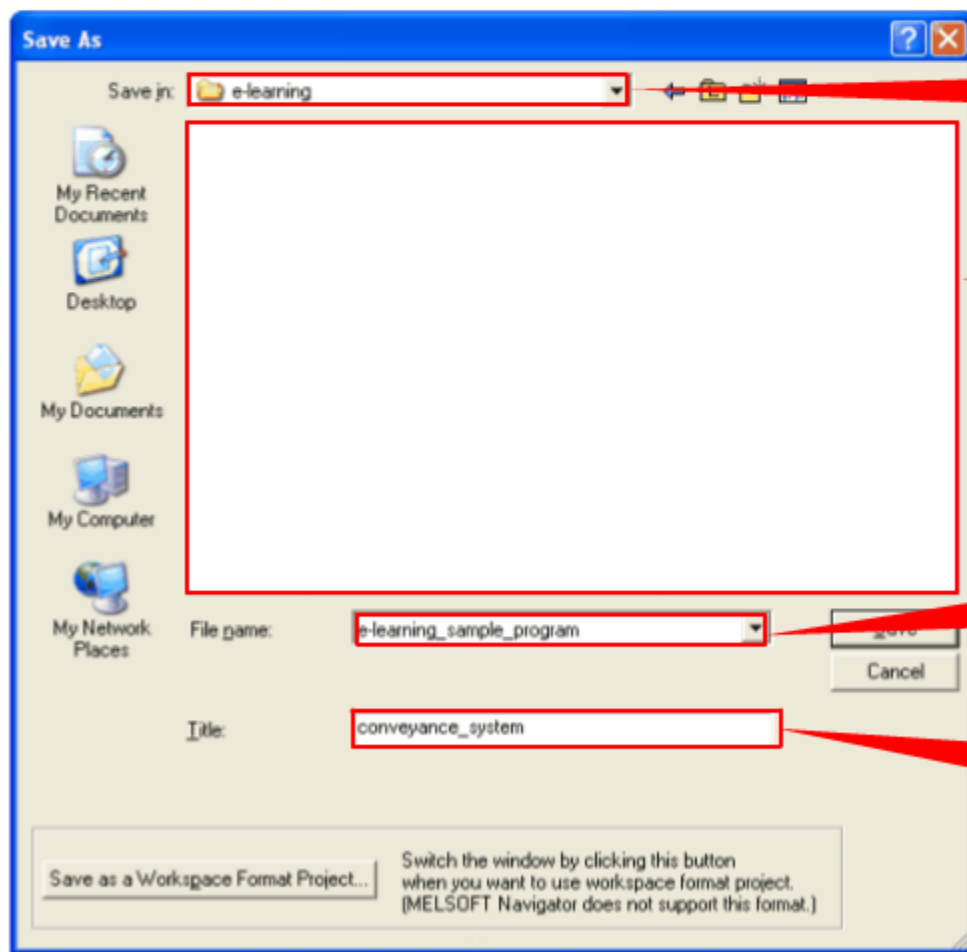 Save As
Save in:
e-learning
My Recent
Documents
Desktop
My Documents
My Computer
My Network
Places
File name:
e-learning_sample_program
Cancel
Title:
conveyance_system
Save as a Workspace Format Project...
Switch the window by clicking this button
when you want to use workspace format project.
(MELSOFT Navigator does not support this format.)